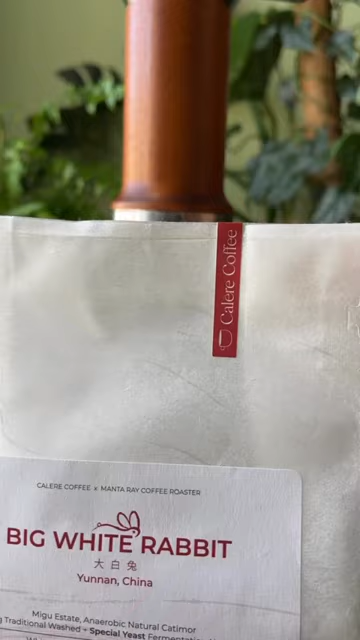 Calere Coffee
CALERE COFFEE x MANTA RAY COFFEE ROASTER
BIG WHITE RABBIT
大白兔
Yunnan, China
Migu Estate, Anaerobic Natural Catimor
Traditional Washed + Special Yeast